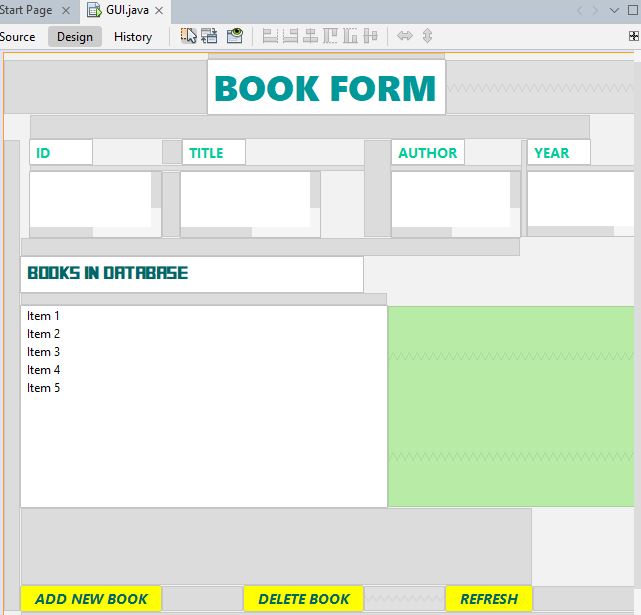 Start Page
GUI.java
Source Design History
BOOK FORM
ID TITLE AUTHOR YEAR
BOOKS IN DATABASE
Item 1
Item 2
Item 3
Item 4
Item 5
ADD NEW BOOK DELETE BOOK REFRESH